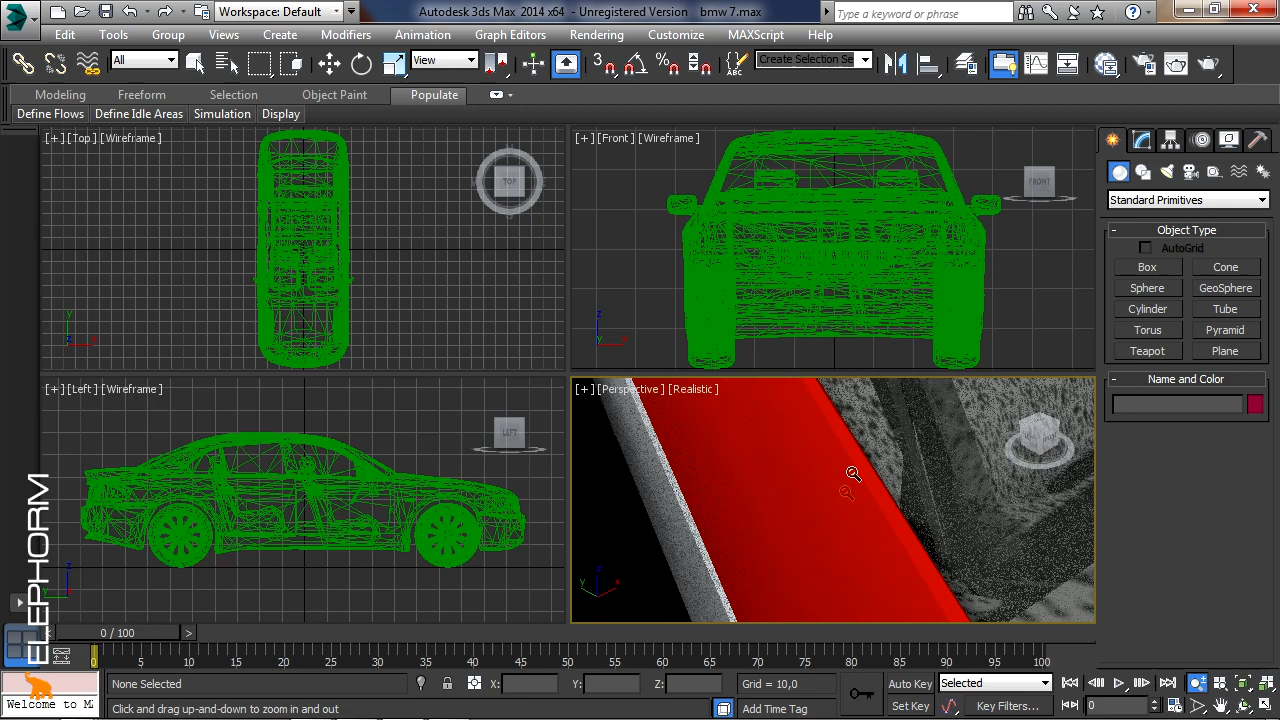 Workspace: Default
Autodesk 3ds Max 2014 x64 - Unregistered Version bmw 7.max
Type a keyword or phrase
Edit Tools Group Views Create Modifiers Animation Graph Editors Rendering Customize MAXScript Help
All View 3 Create Selection Se
Modeling Freeform Selection Object Paint Populate
Define Flows Define Idle Areas Simulation Display
[+][Top][Wireframe]
TOP
[+][Front][Wireframe]
FRONT
Standard Primitives
- Object Type
AutoGrid
Box Cone
Sphere GeoSphere
Cylinder Tube
Torus Pyramid
Teapot Plane
- Name and Color
[+][Left][Wireframe]
LEFT
[+][Perspective][Realistic]
ELEPHORM
0 / 100 >
0 5 10 15 20 25 30 35 40 45 50 55 60 65 70 75 80 85 90 95 100
None Selected X: Y: Z: Grid = 10,0 Auto Key Selected
Welcome to M Click and drag up-and-down to zoom in and out Add Time Tag Set Key Key Filters... 0